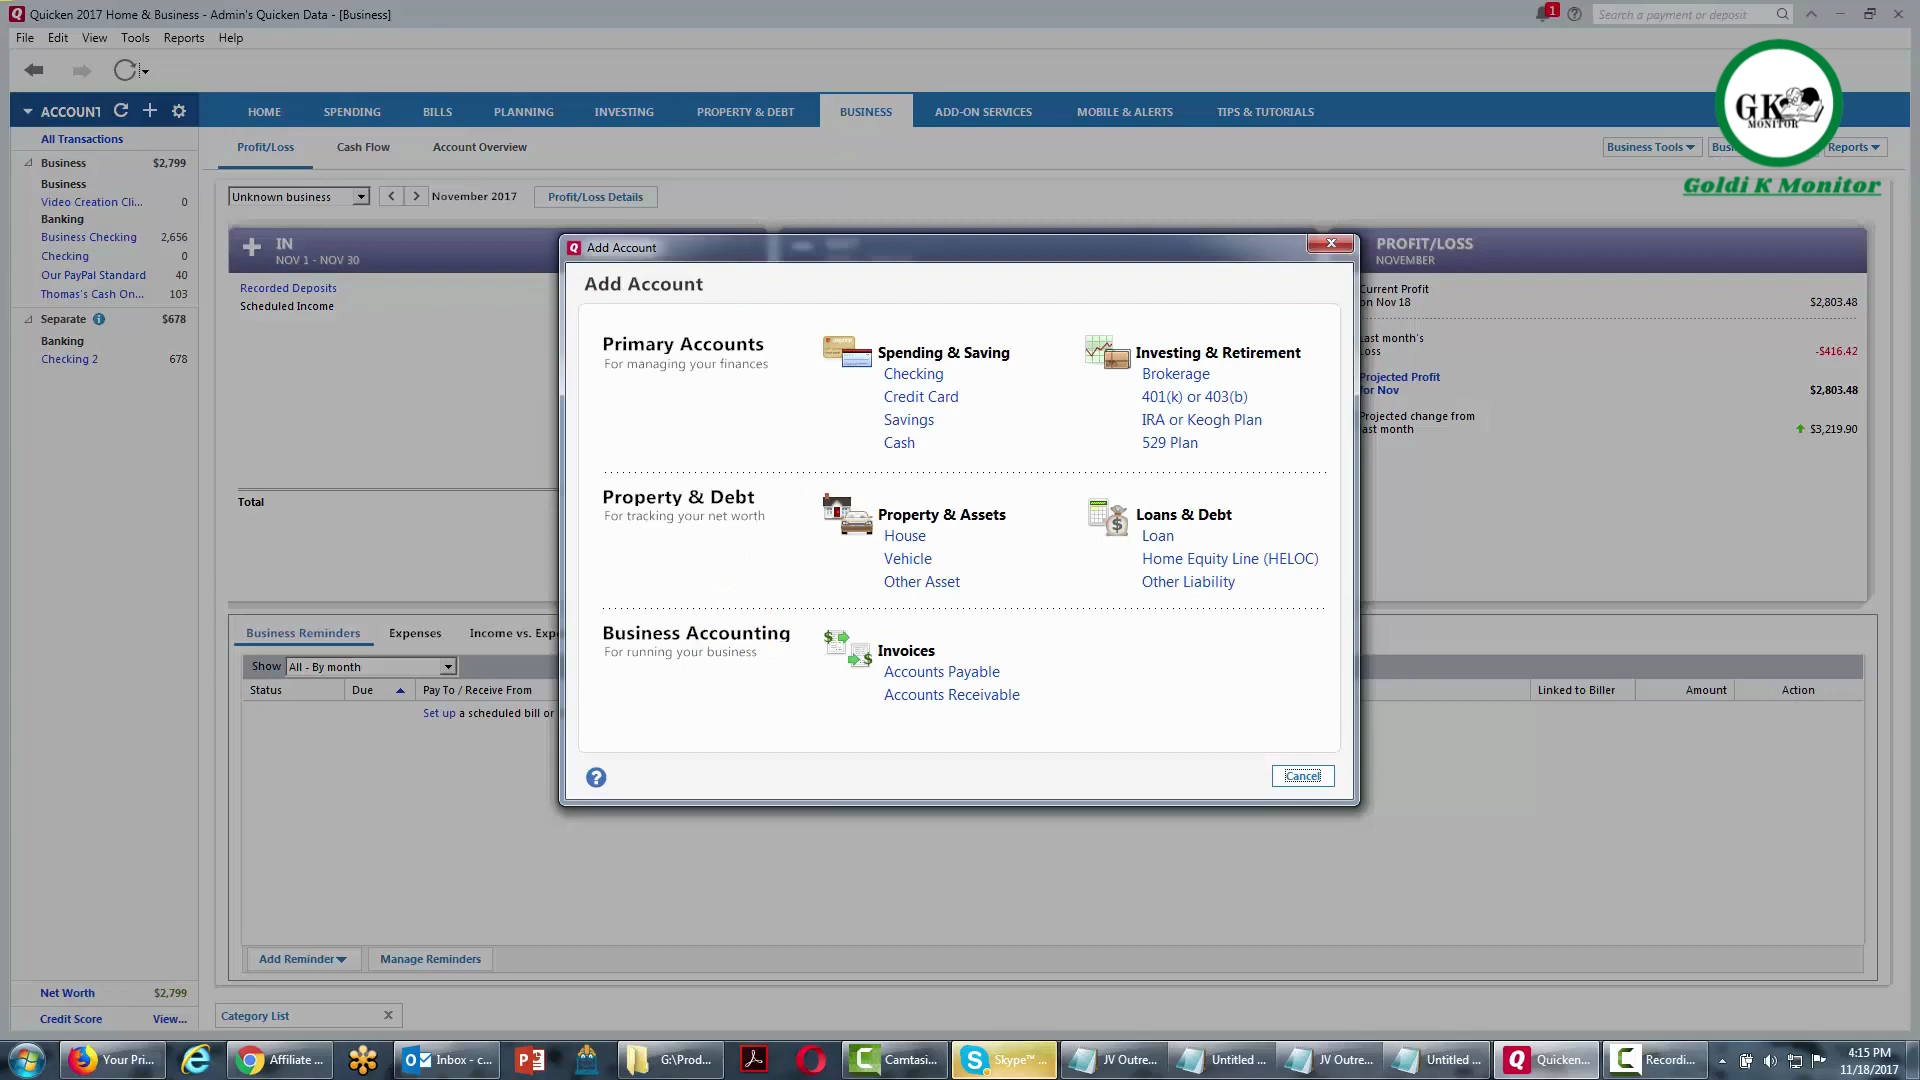 Quicken 2017 Home & Business - Admin's Quicken Data - [Business]
1
Search a payment or deposit
File Edit View Tools Reports Help
ACCOUNT
HOME SPENDING BILLS PLANNING INVESTING PROPERTY & DEBT BUSINESS ADD-ON SERVICES MOBILE & ALERTS TIPS & TUTORIALS
GK
MONITOR
Goldi K Monitor
All Transactions
Profit/Loss Cash Flow Account Overview
Business Tools Reports
Business $2,799
Business
Video Creation Cli... 0
Banking
Business Checking 2,656
Checking 0
Our PayPal Standard 40
Thomas's Cash On... 103
Separate $678
Banking
Checking 2 678
Net Worth $2,799
Credit Score View...
Unknown business November 2017 Profit/Loss Details
IN
NOV 1 - NOV 30
Recorded Deposits
Scheduled Income
Total
PROFIT/LOSS
NOVEMBER
Current Profit
on Nov 18 $2,803.48
Last month's
Loss -$416.42
Projected Profit
for Nov $2,803.48
Projected change from
last month $3,219.90
Add Account
Add Account
Primary Accounts
For managing your finances
Spending & Saving
Checking
Credit Card
Savings
Cash
Investing & Retirement
Brokerage
401(k) or 403(b)
IRA or Keogh Plan
529 Plan
Property & Debt
For tracking your net worth
Property & Assets
House
Vehicle
Other Asset
Loans & Debt
Loan
Home Equity Line (HELOC)
Other Liability
Business Accounting
For running your business
Invoices
Accounts Payable
Accounts Receivable
Cancel
Business Reminders Expenses Income vs. Exp
Show All - By month
Status Due Pay To / Receive From Linked to Biller Amount Action
Set up a scheduled bill or
Add Reminder Manage Reminders
Category List
Your Pri... Affiliate ... Inbox - c... G:\Prod... Camtasi... Skype™ ... JV Outre... Untitled ... JV Outre... Untitled ... Quicken... Recordi...
4:15 PM
11/18/2017